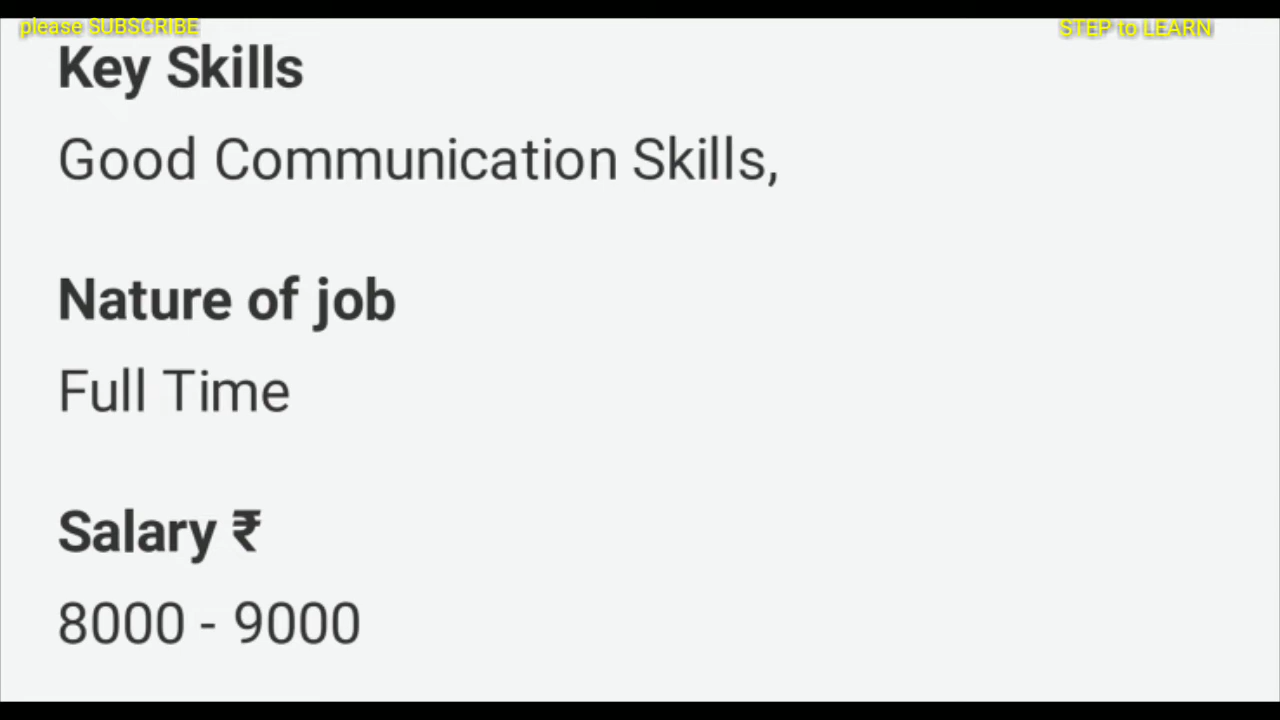 please SUBSCRIBE
STEP to LEARN
Key Skills
Good Communication Skills,
Nature of job
Full Time
Salary ₹
8000 - 9000